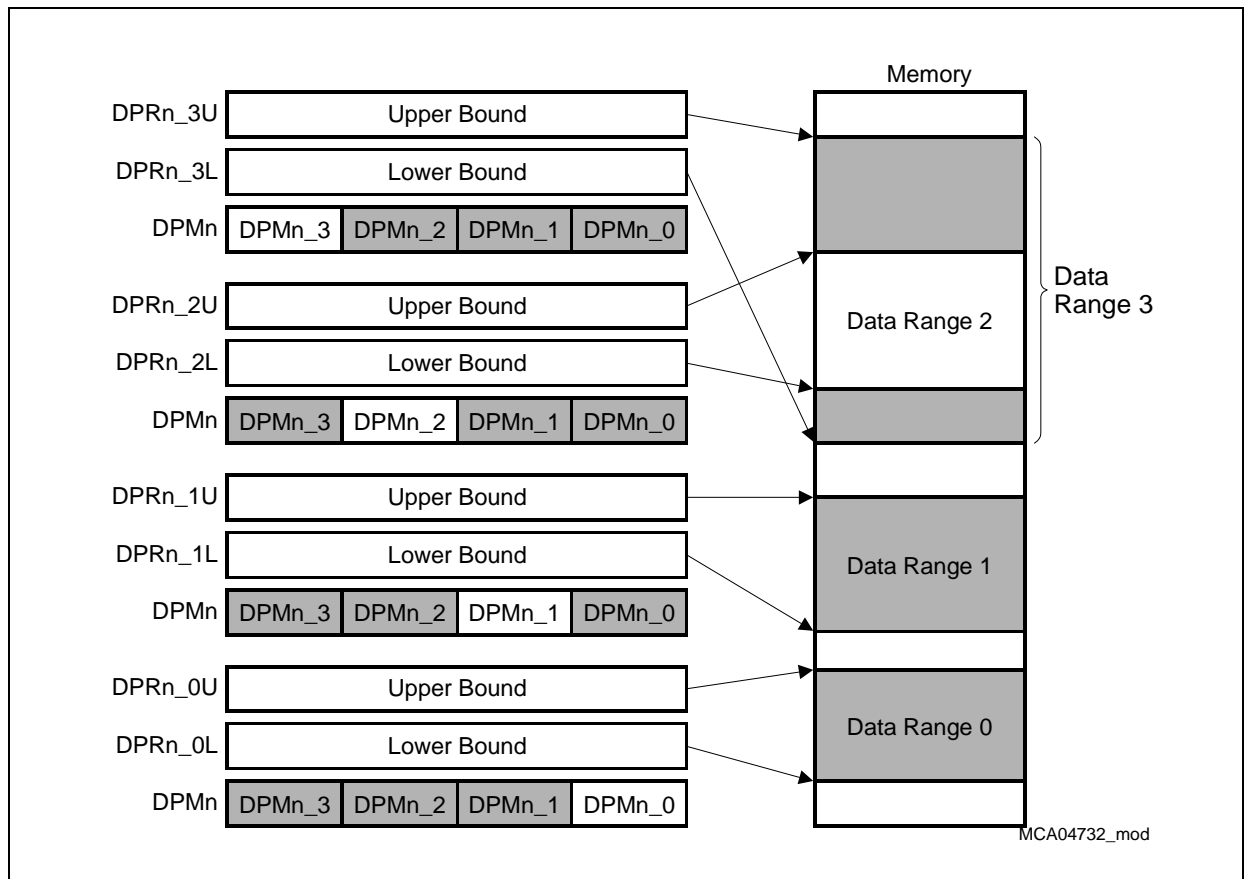 Memory
DPRn_3U Upper Bound
DPRn_3L Lower Bound
DPMn DPMn_3 DPMn_2 DPMn_1 DPMn_0
Data
Range 3
DPRn_2U Upper Bound
Data Range 2
DPRn_2L Lower Bound
DPMn DPMn_3 DPMn_2 DPMn_1 DPMn_0
DPRn_1U Upper Bound
DPRn_1L Lower Bound
Data Range 1
DPMn DPMn_3 DPMn_2 DPMn_1 DPMn_0
DPRn_0U Upper Bound
Data Range 0
DPRn_0L Lower Bound
DPMn DPMn_3 DPMn_2 DPMn_1 DPMn_0
MCA04732_mod